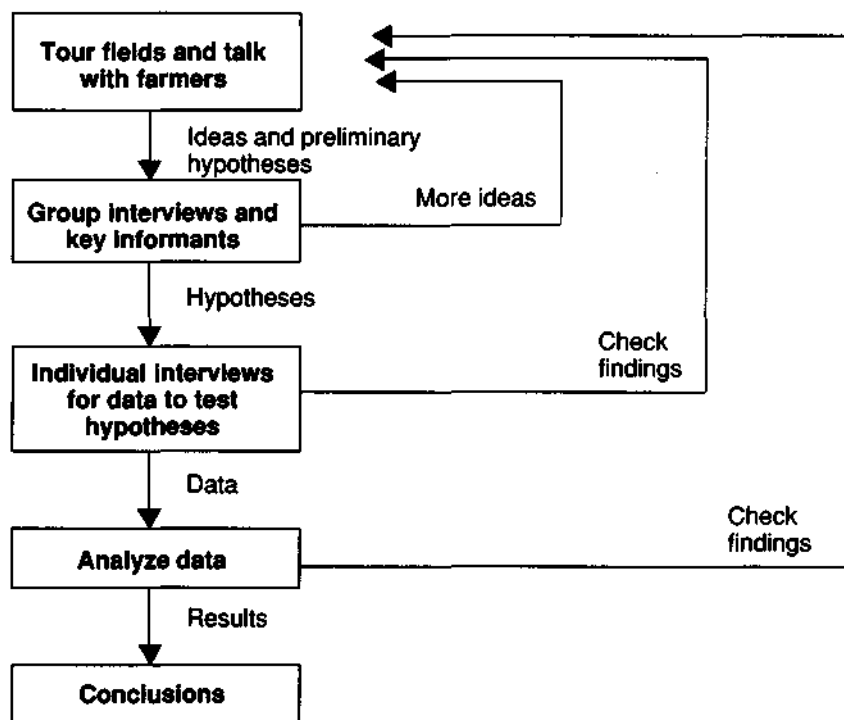 Tour fields and talk
with farmers
Ideas and preliminary
hypotheses
More ideas
Group interviews and
key informants
Hypotheses
Check
findings
Individual interviews
for data to test
hypotheses
Data
Check
findings
Analyze data
Results
Conclusions